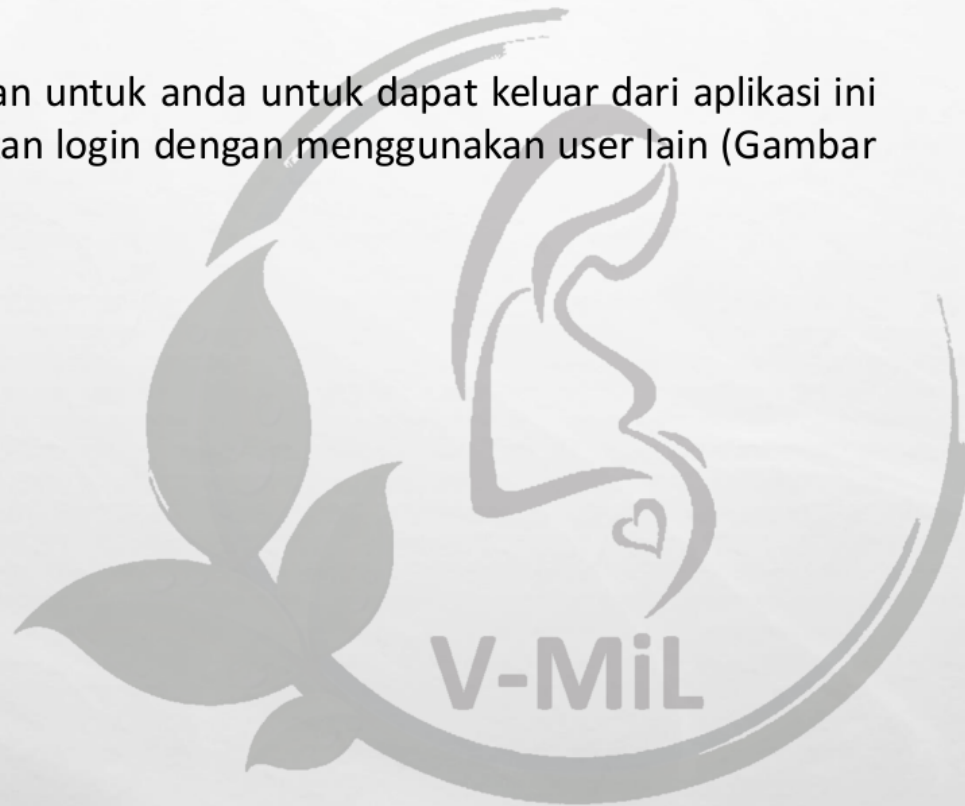 an untuk anda untuk dapat keluar dari aplikasi ini
an login dengan menggunakan user lain (Gambar
V-MiL